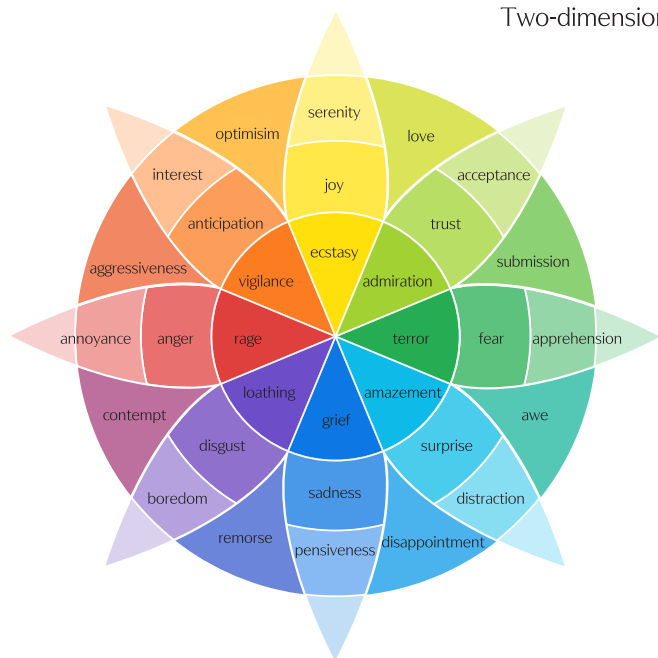 Two-dimension
serenity
optimisim
love
interest
acceptance
joy
anticipation
trust
ecstasy
submission
aggressiveness
vigilance
admiration
annoyance
anger
rage
terror
fear
apprehension
loathing
amazement
contempt
awe
grief
disgust
surprise
sadness
boredom
distraction
remorse
disappointment
pensiveness